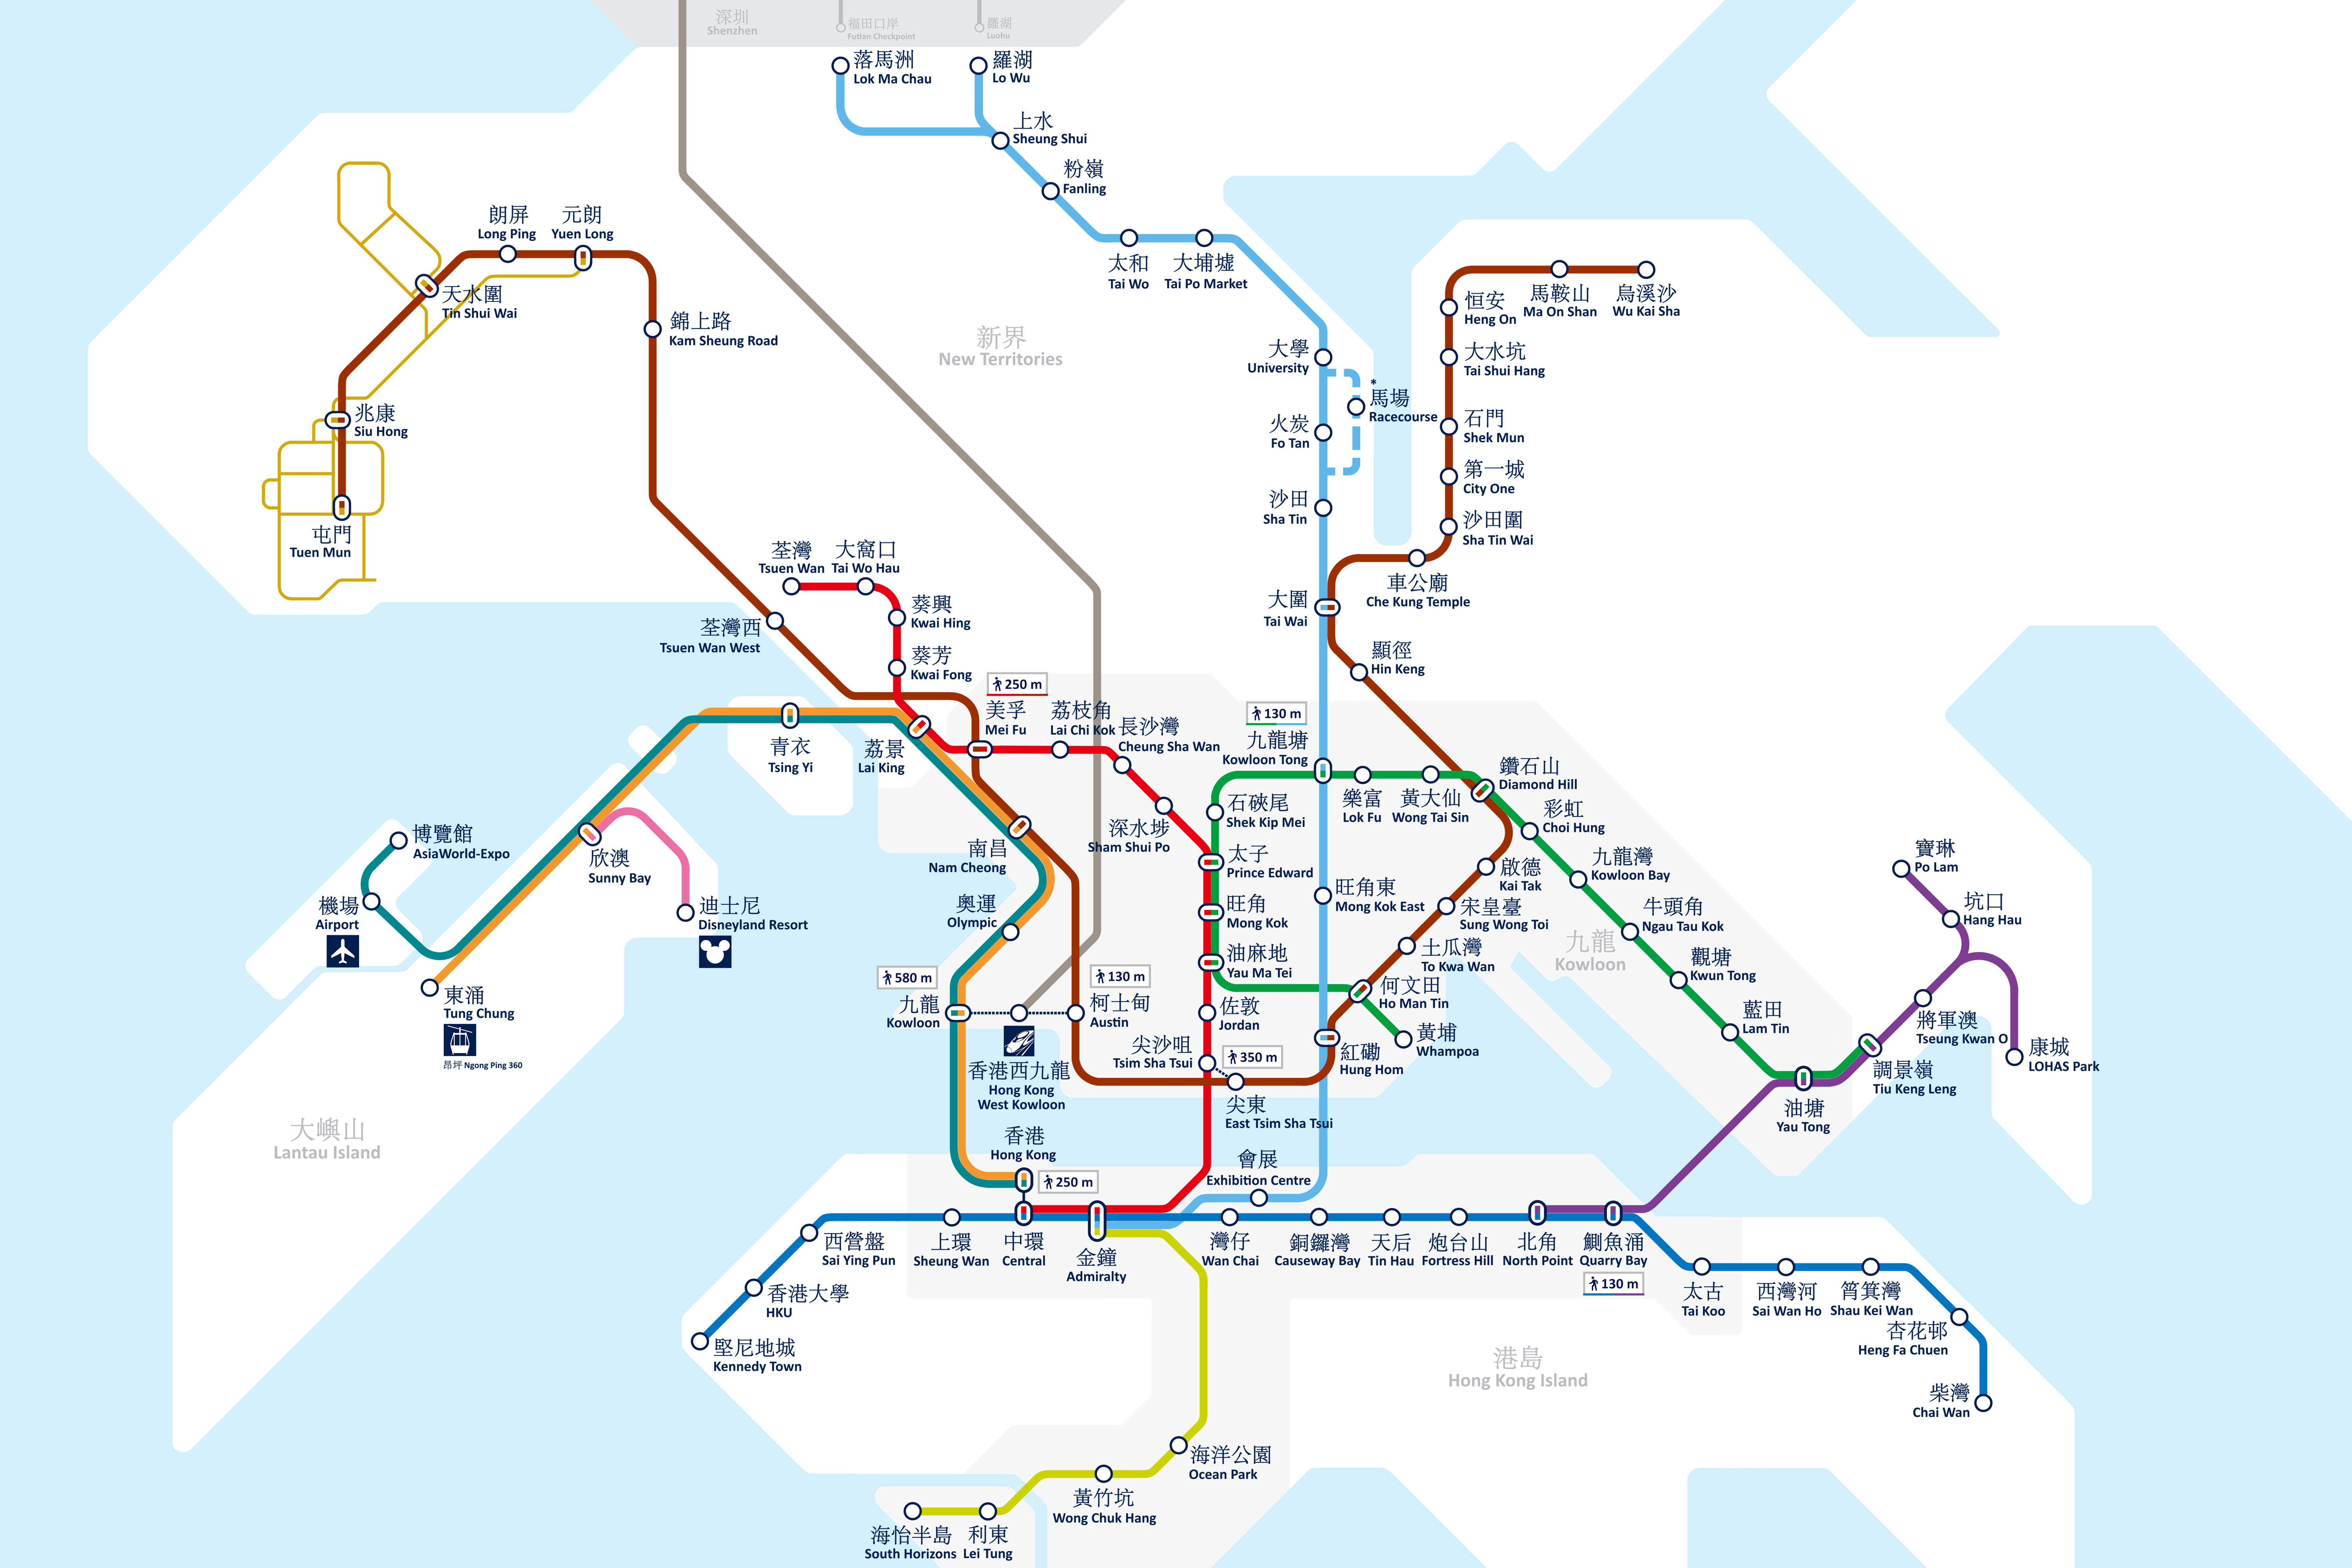 深圳
Shenzhen
福田口岸
Futian Checkpoint
羅湖
Luohu
落馬洲
Lok Ma Chau
羅湖
Lo Wu
上水
Sheung Shui
粉嶺
Fanling
太和
Tai Wo
大埔墟
Tai Po Market
朗屏
Long Ping
元朗
Yuen Long
天水圍
Tin Shui Wai
錦上路
Kam Sheung Road
兆康
Siu Hong
屯門
Tuen Mun
新界
New Territories
大學
University
*
馬場
Racecourse
火炭
Fo Tan
沙田
Sha Tin
大圍
Tai Wai
恒安
Heng On
馬鞍山
Ma On Shan
烏溪沙
Wu Kai Sha
大水坑
Tai Shui Hang
石門
Shek Mun
第一城
City One
沙田圍
Sha Tin Wai
車公廟
Che Kung Temple
顯徑
Hin Keng
荃灣
Tsuen Wan
大窩口
Tai Wo Hau
葵興
Kwai Hing
葵芳
Kwai Fong
荃灣西
Tsuen Wan West
250 m
美孚
Mei Fu
荔枝角
Lai Chi Kok
長沙灣
Cheung Sha Wan
130 m
九龍塘
Kowloon Tong
青衣
Tsing Yi
荔景
Lai King
深水埗
Sham Shui Po
石硤尾
Shek Kip Mei
樂富
Lok Fu
黃大仙
Wong Tai Sin
鑽石山
Diamond Hill
彩虹
Choi Hung
九龍灣
Kowloon Bay
牛頭角
Ngau Tau Kok
觀塘
Kwun Tong
藍田
Lam Tin
九龍
Kowloon
博覽館
AsiaWorld-Expo
機場
Airport
欣澳
Sunny Bay
迪士尼
Disneyland Resort
東涌
Tung Chung
昂坪 Ngong Ping 360
大嶼山
Lantau Island
南昌
Nam Cheong
奧運
Olympic
太子
Prince Edward
旺角
Mong Kok
油麻地
Yau Ma Tei
旺角東
Mong Kok East
啟德
Kai Tak
宋皇臺
Sung Wong Toi
土瓜灣
To Kwa Wan
何文田
Ho Man Tin
黃埔
Whampoa
紅磡
Hung Hom
580 m
九龍
Kowloon
130 m
柯士甸
Austin
香港西九龍
Hong Kong
West Kowloon
佐敦
Jordan
尖沙咀
Tsim Sha Tsui
350 m
尖東
East Tsim Sha Tsui
寶琳
Po Lam
坑口
Hang Hau
將軍澳
Tseung Kwan O
康城
LOHAS Park
調景嶺
Tiu Keng Leng
油塘
Yau Tong
香港
Hong Kong
250 m
會展
Exhibition Centre
西營盤
Sai Ying Pun
上環
Sheung Wan
中環
Central
金鐘
Admiralty
灣仔
Wan Chai
銅鑼灣
Causeway Bay
天后
Tin Hau
炮台山
Fortress Hill
北角
North Point
鰂魚涌
Quarry Bay
130 m
香港大學
HKU
堅尼地城
Kennedy Town
太古
Tai Koo
西灣河
Sai Wan Ho
筲箕灣
Shau Kei Wan
杏花邨
Heng Fa Chuen
柴灣
Chai Wan
港島
Hong Kong Island
海洋公園
Ocean Park
黃竹坑
Wong Chuk Hang
海怡半島
South Horizons
利東
Lei Tung